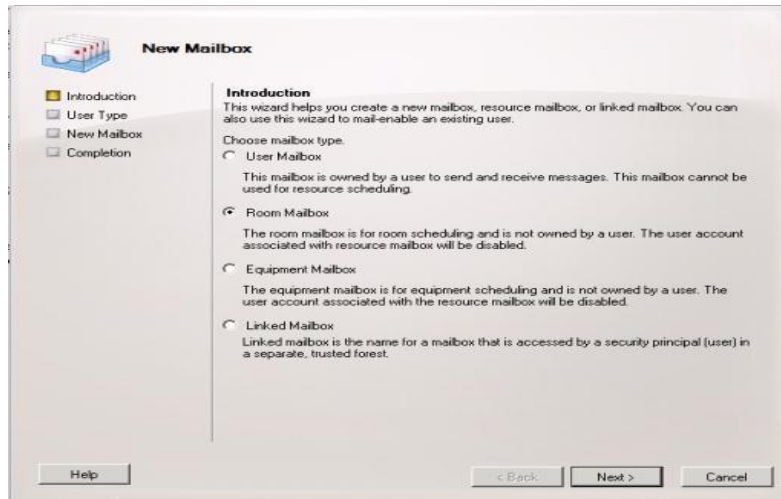 New Mailbox
Introduction
User Type
New Mailbox
Completion
Introduction
This wizard helps you create a new mailbox, resource mailbox, or linked mailbox. You can
also use this wizard to mail-enable an existing user.
Choose mailbox type.
User Mailbox
This mailbox is owned by a user to send and receive messages. This mailbox cannot be
used for resource scheduling.
Room Mailbox
The room mailbox is for room scheduling and is not owned by a user. The user account
associated with resource mailbox will be disabled.
Equipment Mailbox
The equipment mailbox is for equipment scheduling and is not owned by a user. The
user account associated with the resource mailbox will be disabled.
Linked Mailbox
Linked mailbox is the name for a mailbox that is accessed by a security principal (user) in
a separate, trusted forest.
Help
< Back
Next >
Cancel